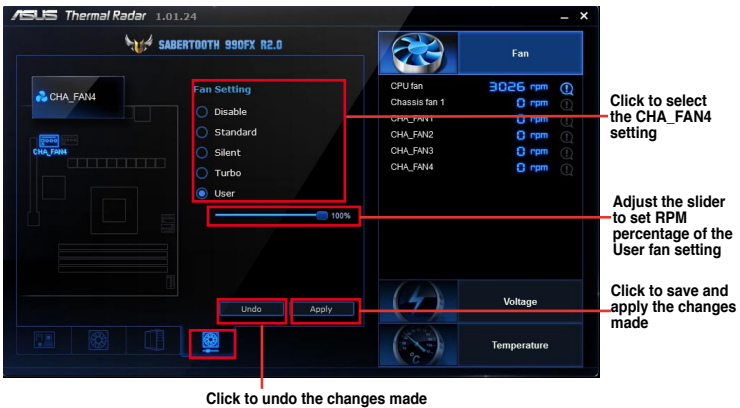 ASUS Thermal Radar 1.01.24
SABERTOOTH 990FX R2.0
CHA_FAN4
CHA_FAN4
Fan Setting
Disable
Standard
Silent
Turbo
User
100%
Undo
Apply
Fan
CPU fan 3026 rpm
Chassis fan 1 0 rpm
CHA_FAN1 0 rpm
CHA_FAN2 0 rpm
CHA_FAN3 0 rpm
CHA_FAN4 0 rpm
Voltage
Temperature
°C
Click to select
the CHA_FAN4
setting
Adjust the slider
to set RPM
percentage of the
User fan setting
Click to save and
apply the changes
made
Click to undo the changes made